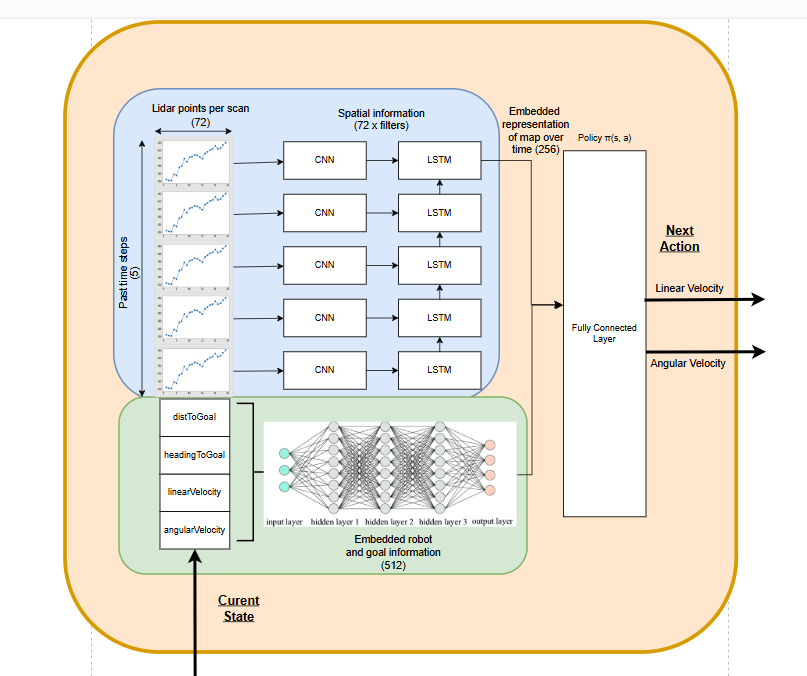 Lidar points per scan
(72)
Spatial information
(72 x filters)
Embedded
representation
of map over
time (256)
Policy π(s, a)
Past time steps
(5)
CNN
LSTM
CNN
LSTM
CNN
LSTM
CNN
LSTM
CNN
LSTM
Next
Action
Linear Velocity
Fully Connected
Layer
Angular Velocity
distToGoal
headingToGoal
linearVelocity
angularVelocity
input layer
hidden layer 1
hidden layer 2
hidden layer 3
output layer
Embedded robot
and goal information
(512)
Curent
State